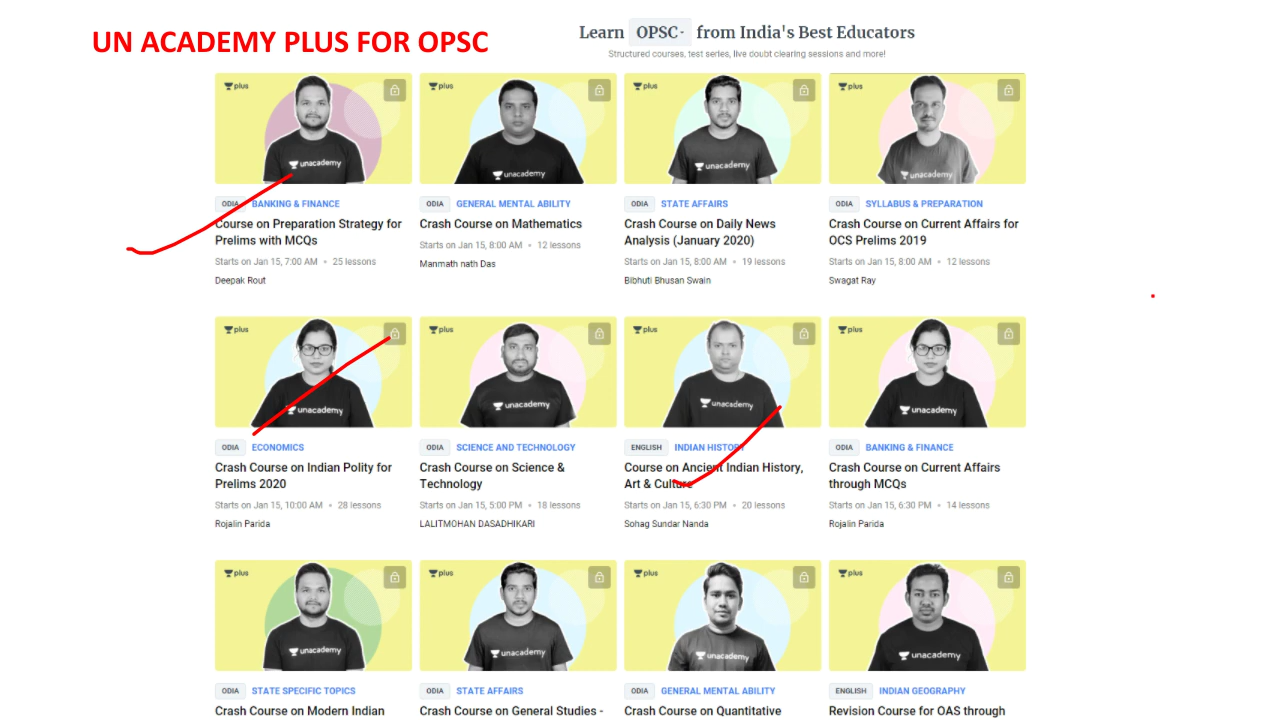 UN ACADEMY PLUS FOR OPSC
Learn OPSC from India's Best Educators
Structured courses, test series, live doubt clearing sessions and more!
plus plus plus plus
unacademy unacademy unacademy unacademy
ODIA BANKING & FINANCE
Course on Preparation Strategy for
Prelims with MCQs
Starts on Jan 15, 7:00 AM • 25 lessons
Deepak Rout
ODIA GENERAL MENTAL ABILITY
Crash Course on Mathematics
Starts on Jan 15, 8:00 AM • 12 lessons
Manmath nath Das
ODIA STATE AFFAIRS
Crash Course on Daily News
Analysis (January 2020)
Starts on Jan 15, 8:00 AM • 19 lessons
Bibhuti Bhusan Swain
ODIA SYLLABUS & PREPARATION
Crash Course on Current Affairs for
OCS Prelims 2019
Starts on Jan 15, 8:00 AM • 12 lessons
Swagat Ray
plus plus plus plus
unacademy unacademy unacademy unacademy
ODIA ECONOMICS
Crash Course on Indian Polity for
Prelims 2020
Starts on Jan 15, 10:00 AM • 28 lessons
Rojalin Parida
ODIA SCIENCE AND TECHNOLOGY
Crash Course on Science &
Technology
Starts on Jan 15, 5:00 PM • 18 lessons
LALITMOHAN DASADHIKARI
ENGLISH INDIAN HISTORY
Course on Ancient Indian History,
Art & Culture
Starts on Jan 15, 6:30 PM • 20 lessons
Sohag Sundar Nanda
ODIA BANKING & FINANCE
Crash Course on Current Affairs
through MCQs
Starts on Jan 15, 6:30 PM • 14 lessons
Rojalin Parida
plus plus plus plus
unacademy unacademy unacademy unacademy
ODIA STATE SPECIFIC TOPICS
Crash Course on Modern Indian
ODIA STATE AFFAIRS
Crash Course on General Studies -
ODIA GENERAL MENTAL ABILITY
Crash Course on Quantitative
ENGLISH INDIAN GEOGRAPHY
Revision Course for OAS through